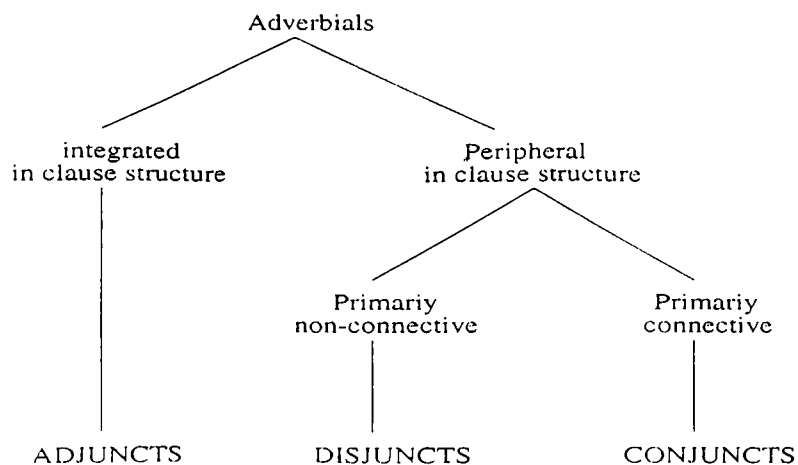 Adverbials
integrated
in clause structure
Peripheral
in clause structure
Primariy
non-connective
Primariy
connective
ADJUNCTS
DISJUNCTS
CONJUNCTS